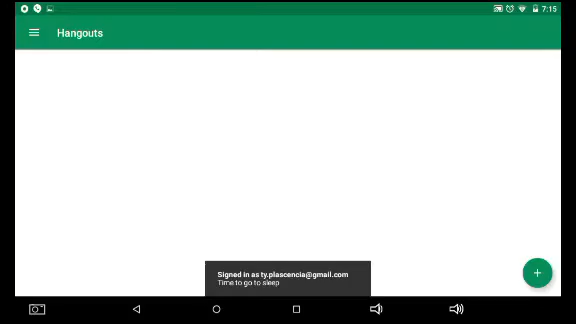 7:15
Hangouts
Signed in as ty.plascencia@gmail.com
Time to go to sleep